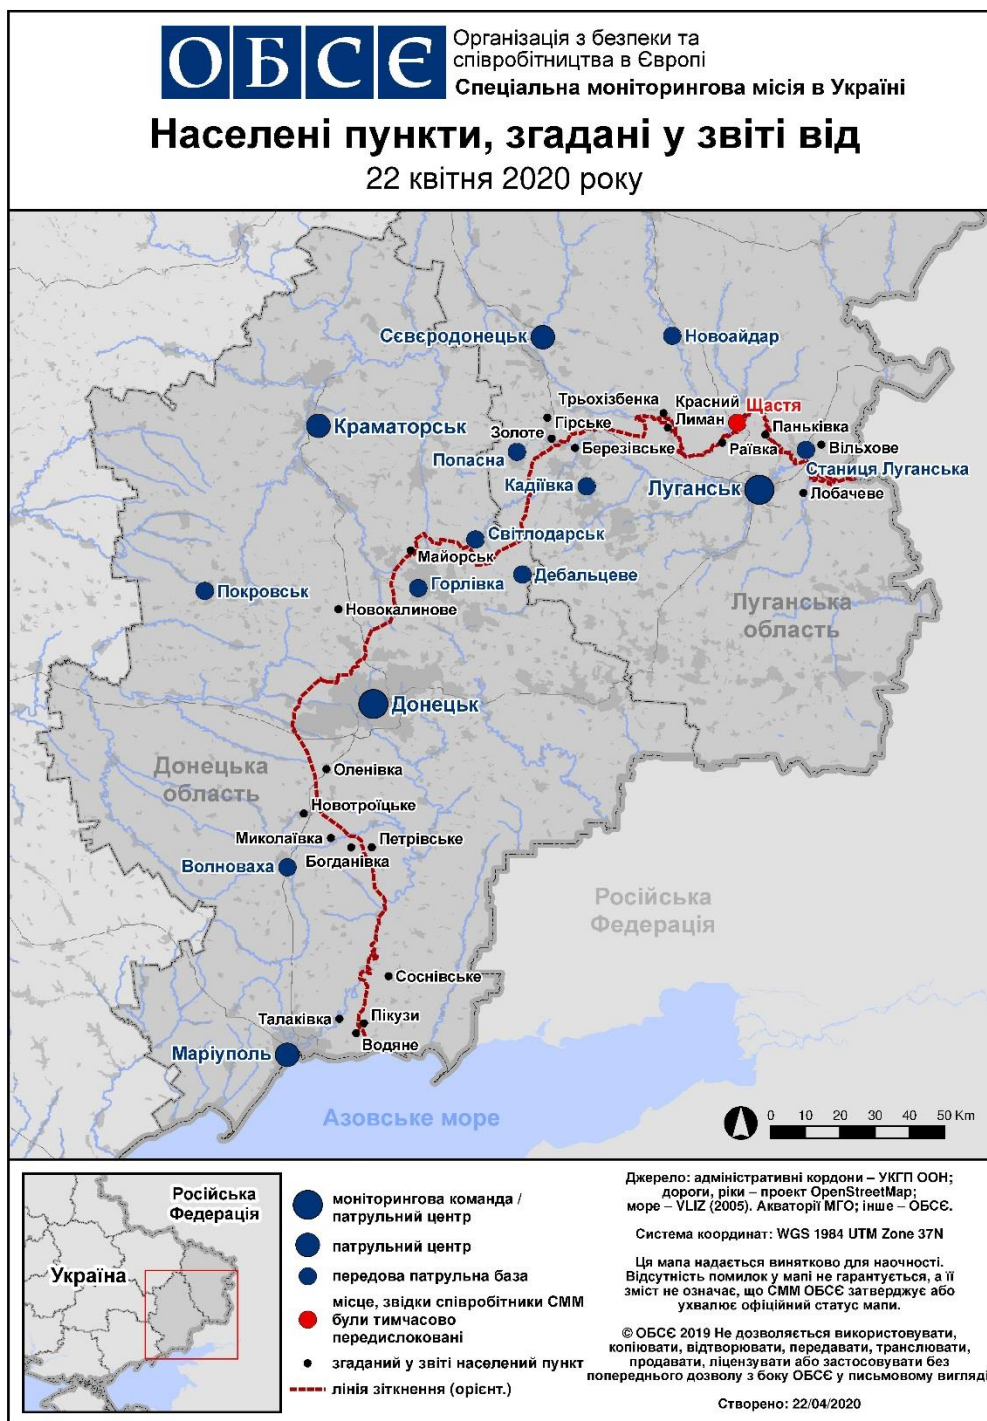 ОБСЄ
Організація з безпеки та
співробітництва в Європі
Спеціальна моніторингова місія в Україні
Населені пункти, згадані у звіті від
22 квітня 2020 року
Сєвєродонецьк
Новоайдар
Трьохізбенка
Красний
Лиман
Щастя
Краматорськ
Гірське
Золоте
Паньківка
Вільхове
Березівське
Раївка
Попасна
Станиця Луганська
Кадіївка
Луганськ
Лобачеве
Світлодарськ
Майорськ
Дебальцеве
Горлівка
Покровськ
Новокалинове
Луганська
область
Донецьк
Донецька
область
Оленівка
Новотроїцьке
Миколаївка
Петрівське
Богданівка
Волноваха
Російська
Федерація
Соснівське
Талаківка
Пікузи
Водяне
Маріуполь
Азовське море
0 10 20 30 40 50 Km
Російська
Федерація
Україна
моніторингова команда /
патрульний центр
патрульний центр
передова патрульна база
місце, звідки співробітники СММ
були тимчасово
передислоковані
згаданий у звіті населений пункт
лінія зіткнення (орієнт.)
Джерело: адміністративні кордони – УКГП ООН;
дороги, ріки – проект OpenStreetMap;
море – VLIZ (2005). Акваторії МГО; інше – ОБСЄ.
Система координат: WGS 1984 UTM Zone 37N
Ця мапа надається винятково для наочності.
Відсутність помилок у мапі не гарантується, а її
зміст не означає, що СММ ОБСЄ затверджує або
ухвалює офіційний статус мапи.
© ОБСЄ 2019 Не дозволяється використовувати,
копіювати, відтворювати, передавати, транслювати,
продавати, ліцензувати або застосовувати без
попереднього дозволу з боку ОБСЄ у письмовому вигляді
Створено: 22/04/2020